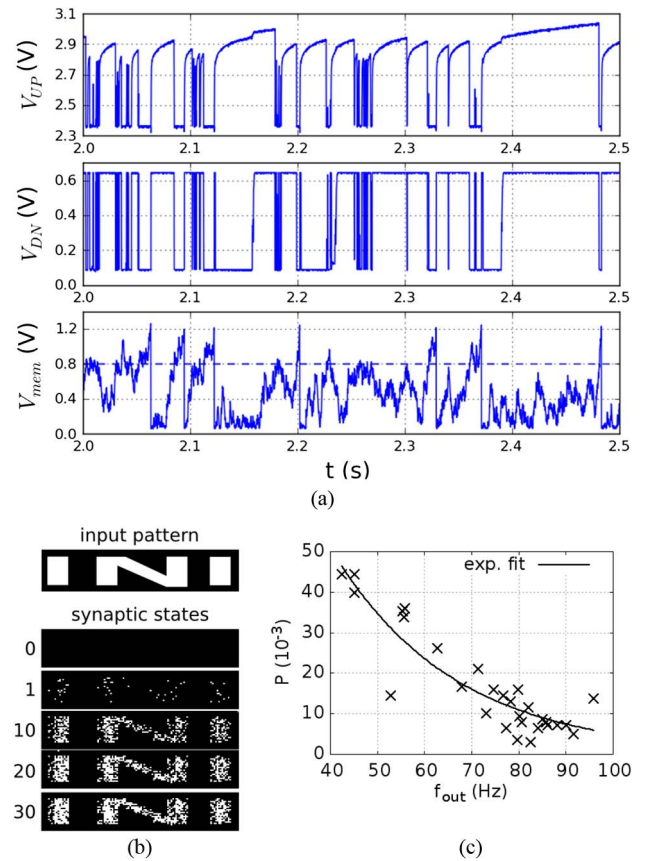 3.1
2.9
2.7
2.5
2.3
V_UP (V)
2.0 2.1 2.2 2.3 2.4 2.5
0.6
0.4
0.2
0.0
V_DN (V)
2.0 2.1 2.2 2.3 2.4 2.5
1.2
0.8
0.4
0.0
V_mem (V)
2.0 2.1 2.2 2.3 2.4 2.5
t (s)
(a)
input pattern
INI
synaptic states
0
1
10
20
30
(b)
50
40
30
20
10
0
P (10^-3)
exp. fit
40 50 60 70 80 90 100
f_out (Hz)
(c)